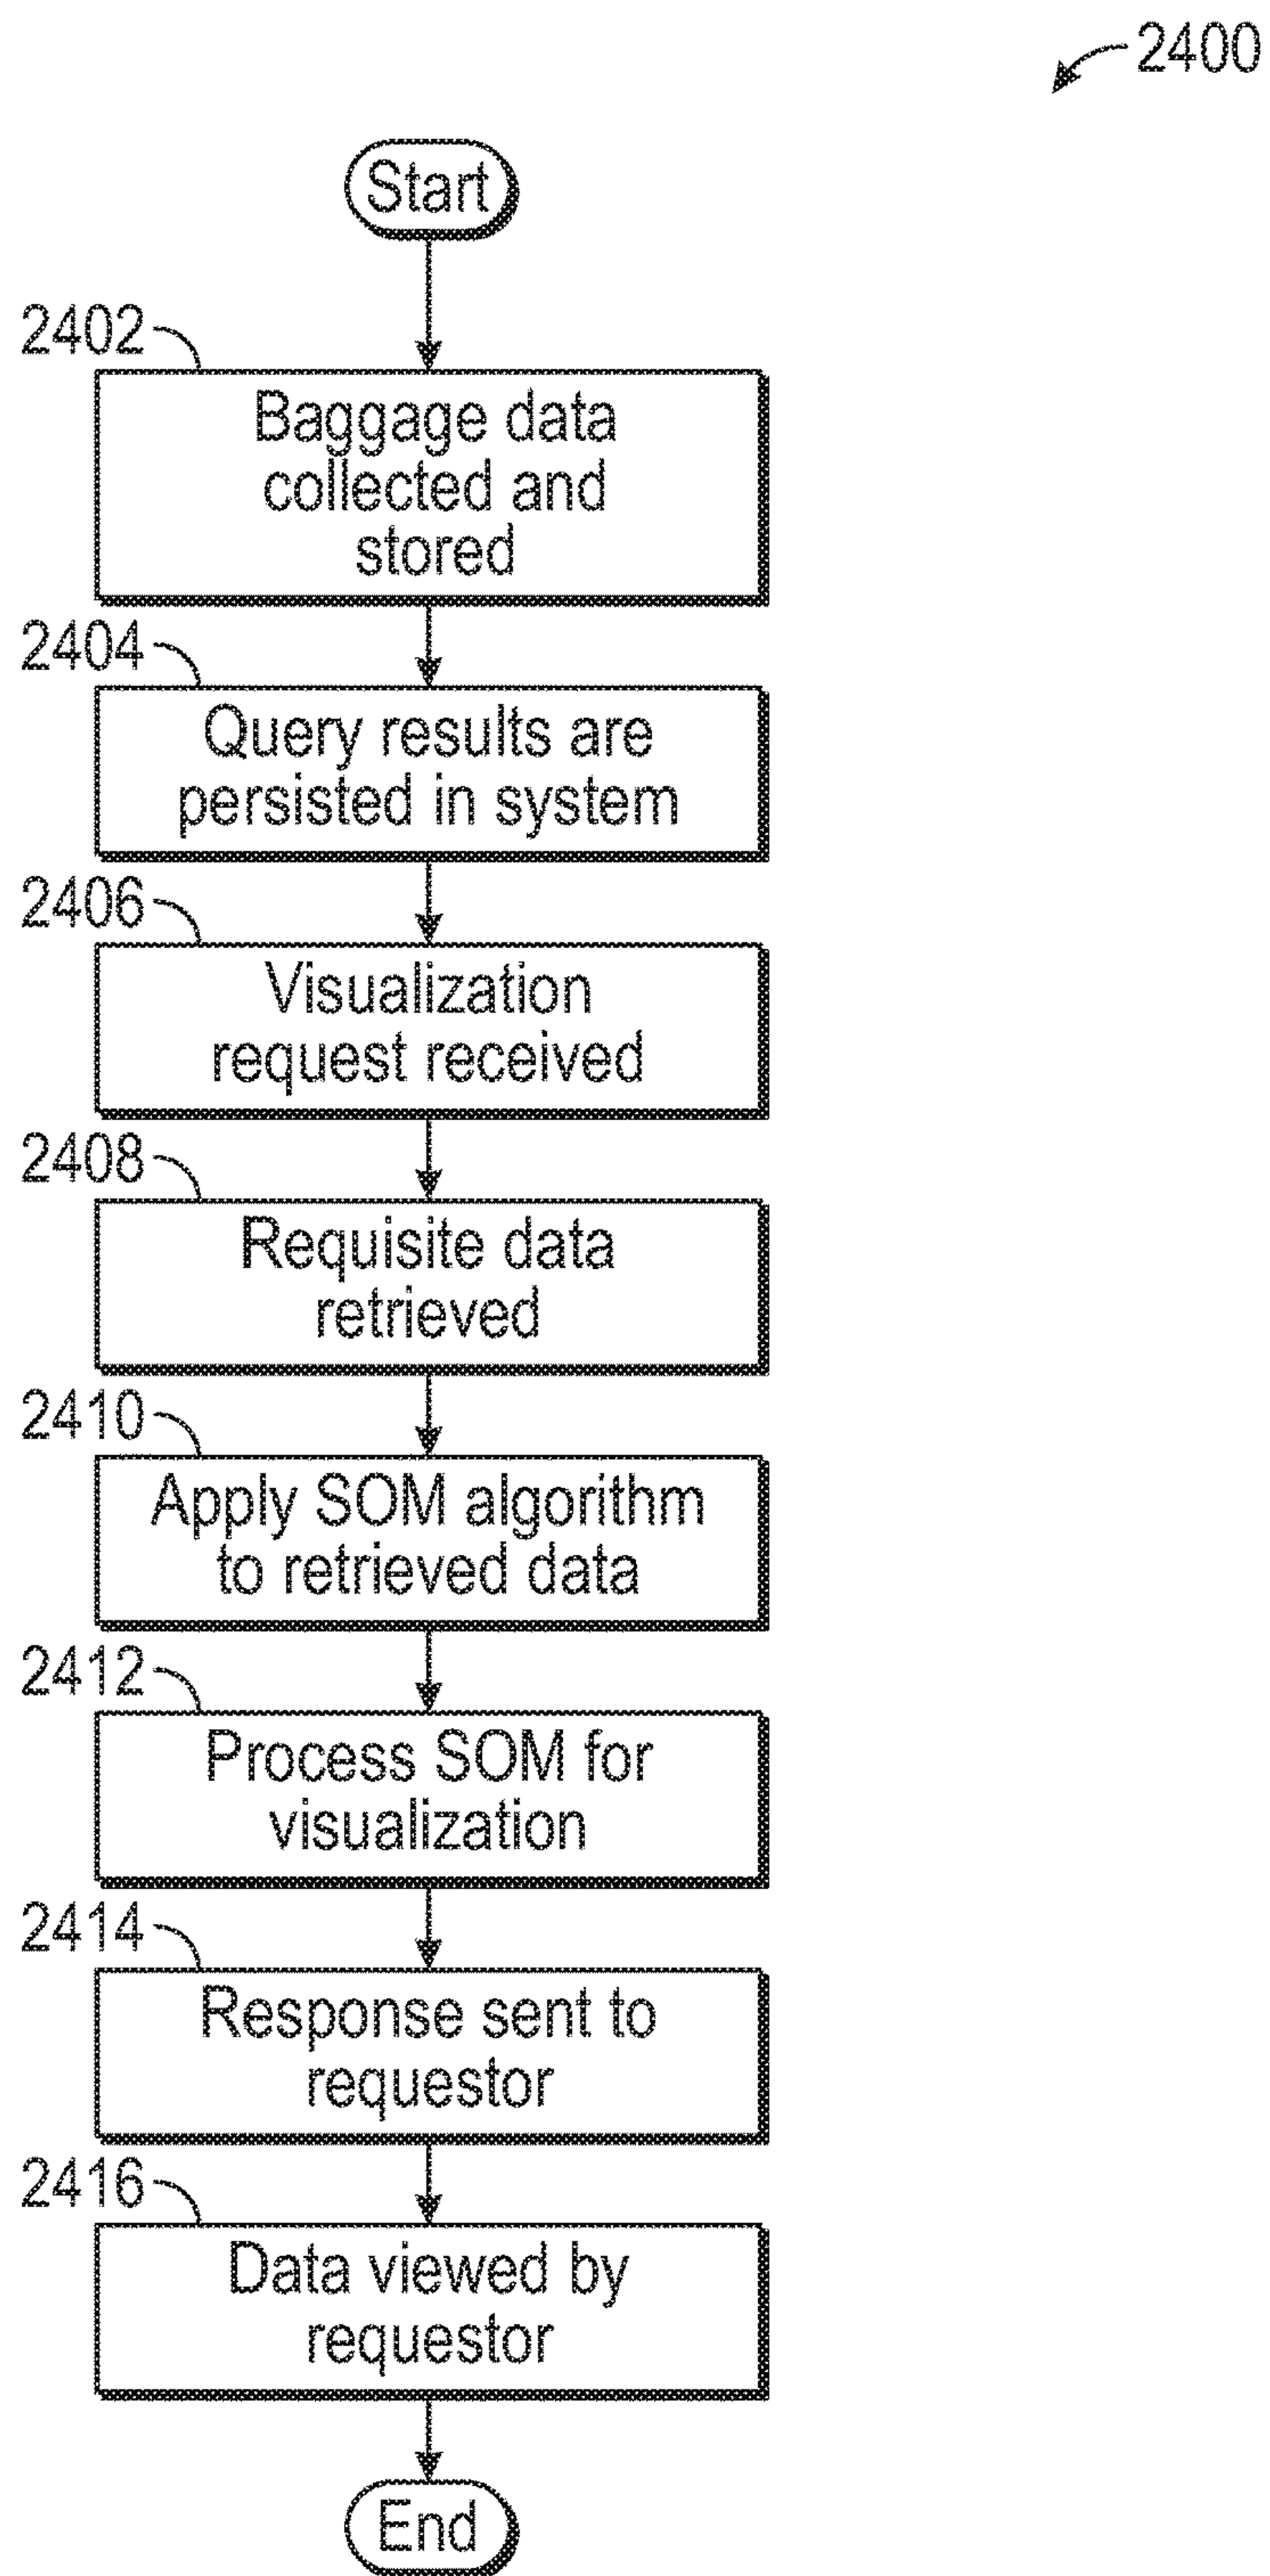 2400
Start
2402
Baggage data
collected and
stored
2404
Query results are
persisted in system
2406
Visualization
request received
2408
Requisite data
retrieved
2410
Apply SOM algorithm
to retrieved data
2412
Process SOM for
visualization
2414
Response sent to
requestor
2416
Data viewed by
requestor
End